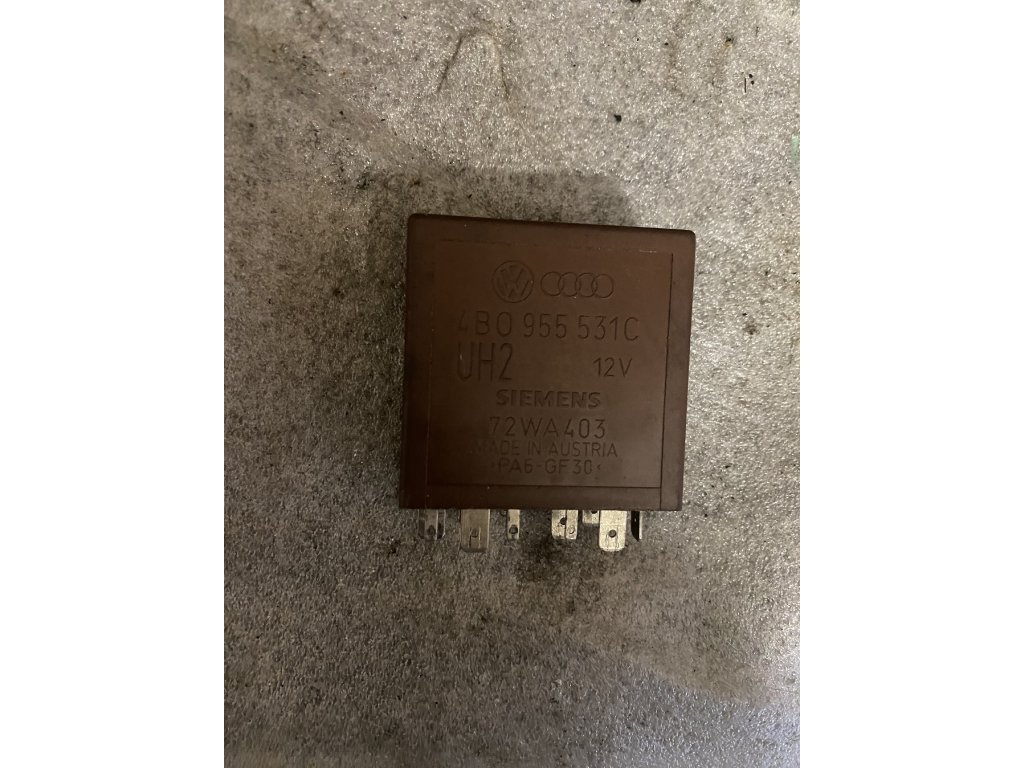 4B0 955 531C
UH2 12V
SIEMENS
72WA403
MADE IN AUSTRIA
>PA6-GF30<